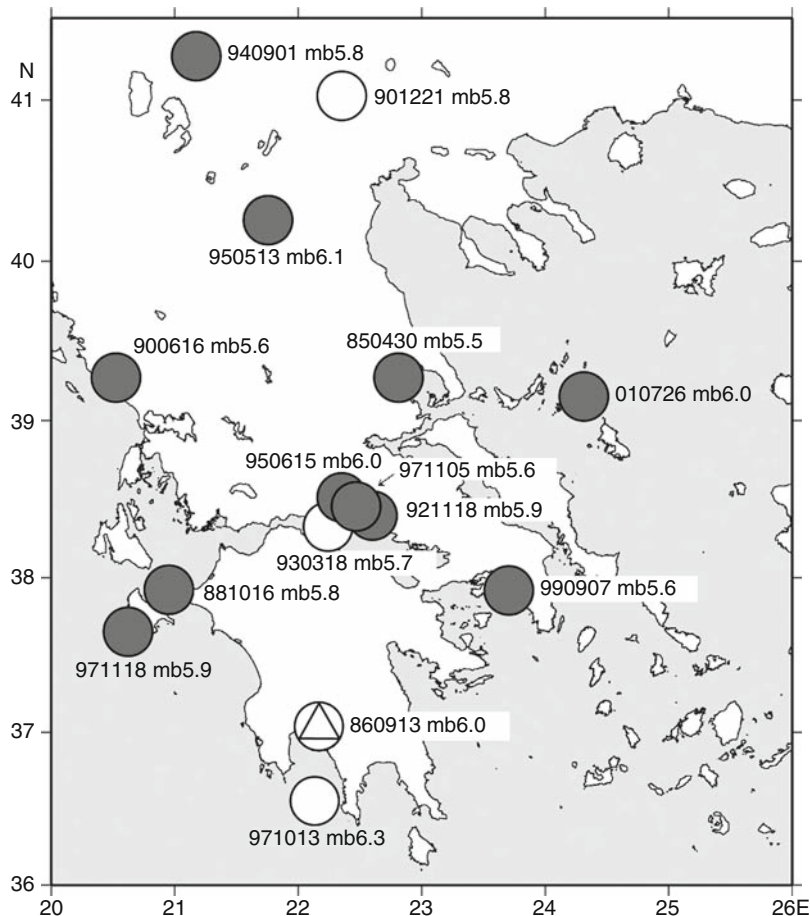 940901 mb5.8
N
41
901221 mb5.8
950513 mb6.1
40
900616 mb5.6
850430 mb5.5
010726 mb6.0
39
950615 mb6.0
971105 mb5.6
921118 mb5.9
930318 mb5.7
38
881016 mb5.8
990907 mb5.6
971118 mb5.9
37
860913 mb6.0
971013 mb6.3
36
20 21 22 23 24 25 26E